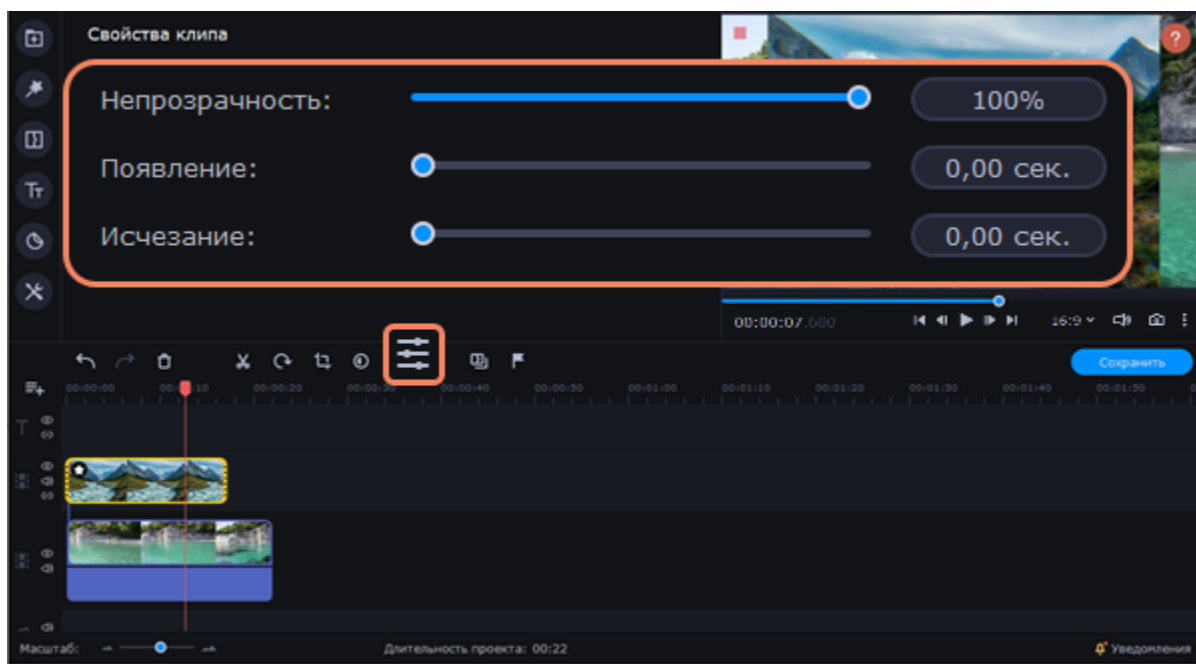 Свойства клипа
?
Непрозрачность: 100%
Появление: 0,00 сек.
Исчезание: 0,00 сек.
Tт
00:00:07.600 16:9
Сохранить
00:00:00 00:00:20 00:00:40 00:00:50 00:01:00 00:01:10 00:01:20 00:01:30 00:01:40 00:01:50
T
Масштаб: Длительность проекта: 00:22 Уведомления